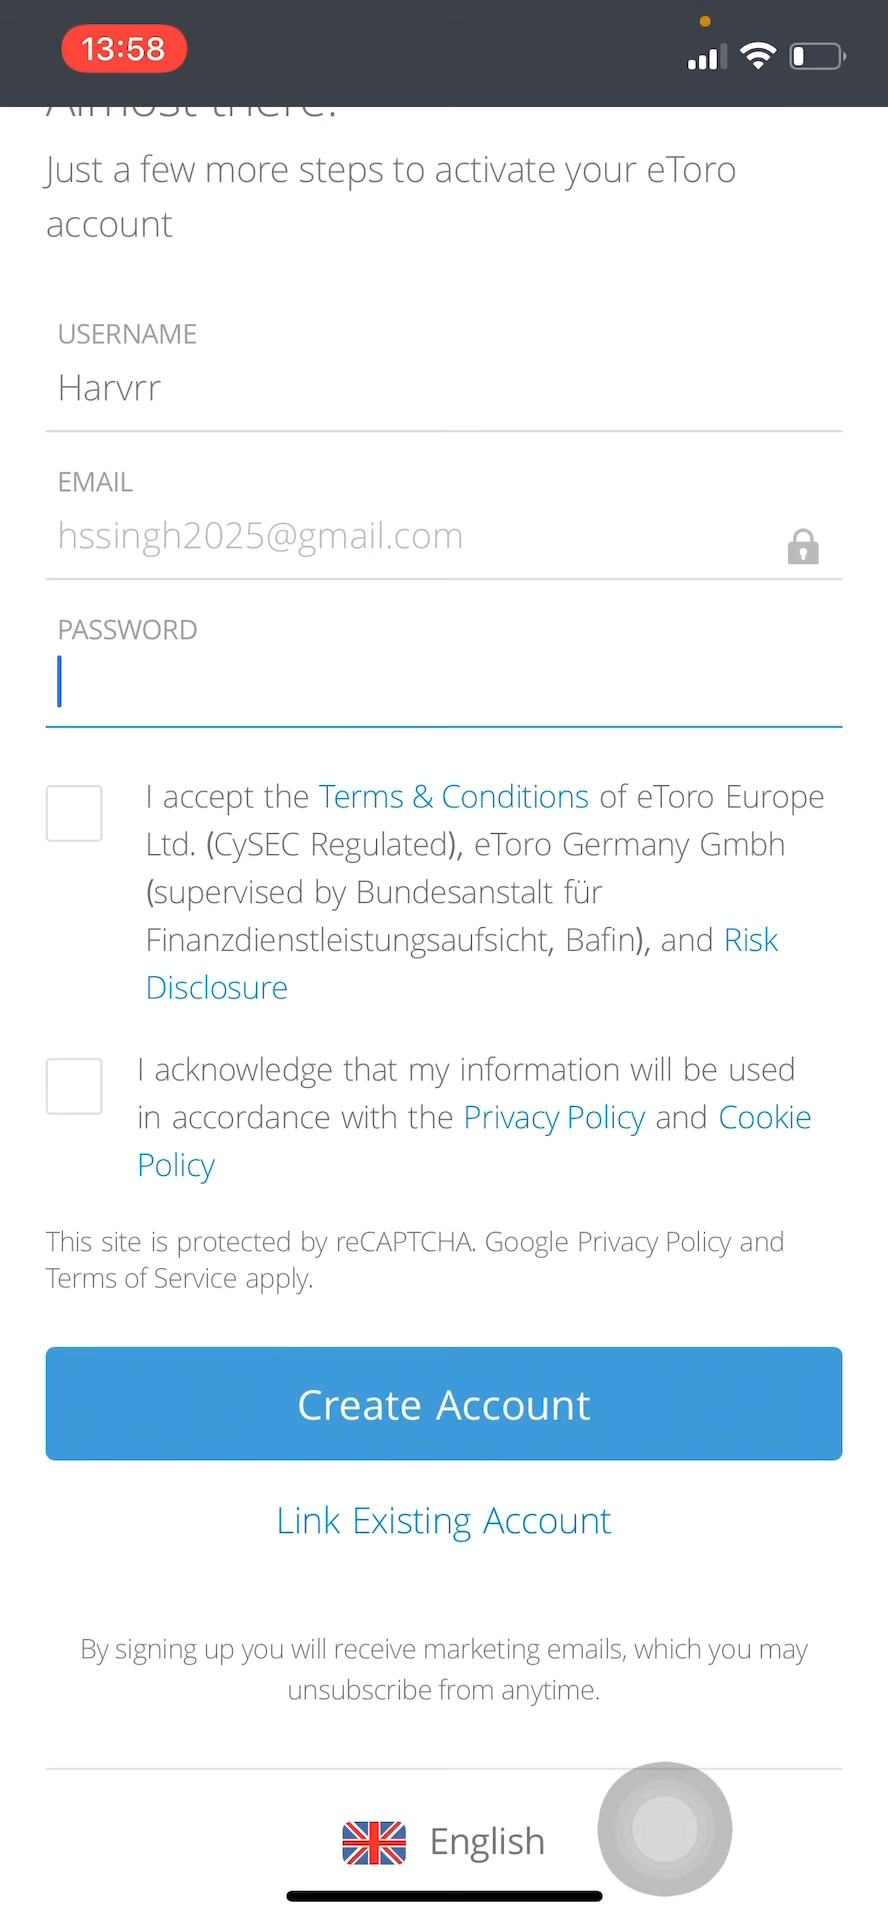 13:58
Almost there!
Just a few more steps to activate your eToro
account
USERNAME
Harvrr
EMAIL
hssingh2025@gmail.com
PASSWORD
I accept the Terms & Conditions of eToro Europe
Ltd. (CySEC Regulated), eToro Germany Gmbh
(supervised by Bundesanstalt für
Finanzdienstleistungsaufsicht, Bafin), and Risk
Disclosure
I acknowledge that my information will be used
in accordance with the Privacy Policy and Cookie
Policy
This site is protected by reCAPTCHA. Google Privacy Policy and
Terms of Service apply.
Create Account
Link Existing Account
By signing up you will receive marketing emails, which you may
unsubscribe from anytime.
English